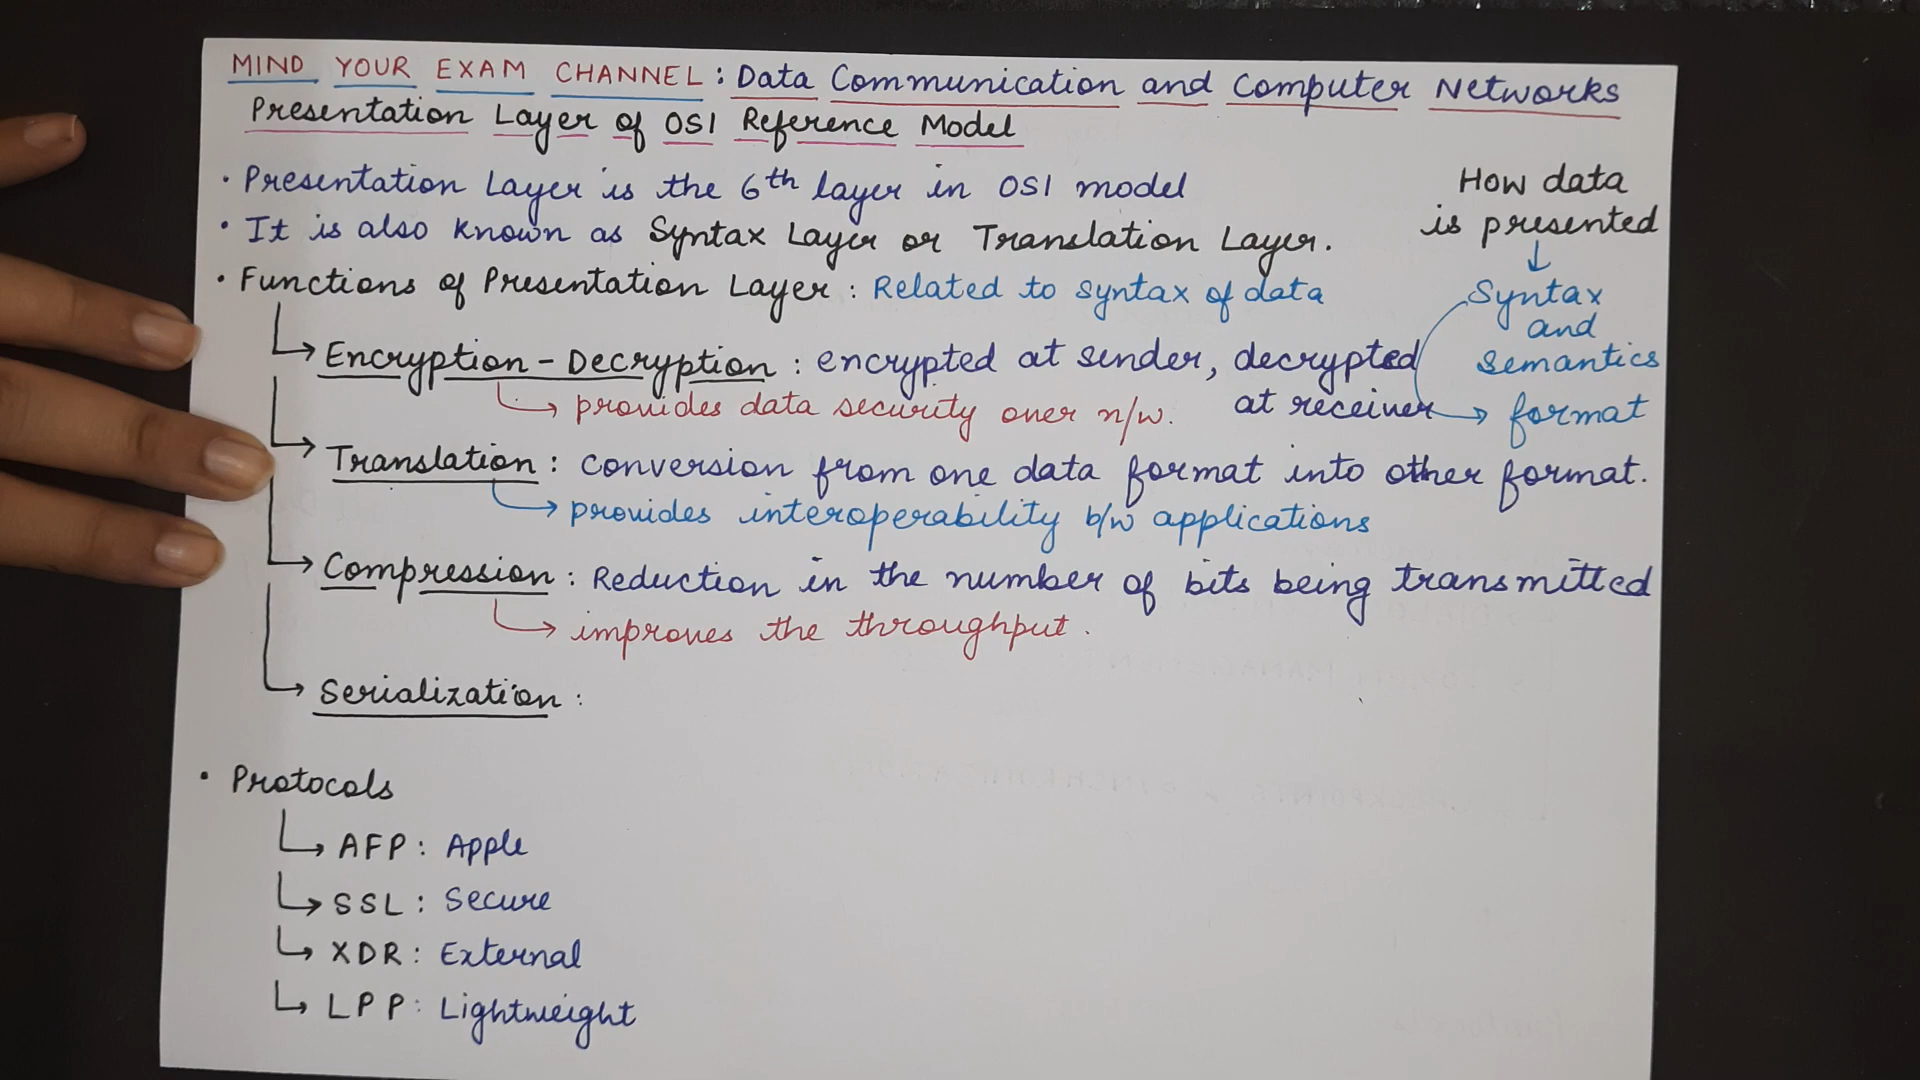 MIND YOUR EXAM CHANNEL : Data Communication and Computer Networks
Presentation Layer of OSI Reference Model
• Presentation Layer is the 6th layer in OSI model
• It is also known as Syntax Layer or Translation Layer.
How data
is presented
↓
Syntax
and
semantics
→ format
• Functions of Presentation Layer : Related to syntax of data
→ Encryption - Decryption : encrypted at sender, decrypted
at receiver
→ provides data security over n/w.
→ Translation : conversion from one data format into other format.
→ provides interoperability b/w applications
→ Compression : Reduction in the number of bits being transmitted
→ improves the throughput.
→ Serialization :
• Protocols
→ AFP : Apple
→ SSL : Secure
→ XDR : External
→ LPP : Lightweight